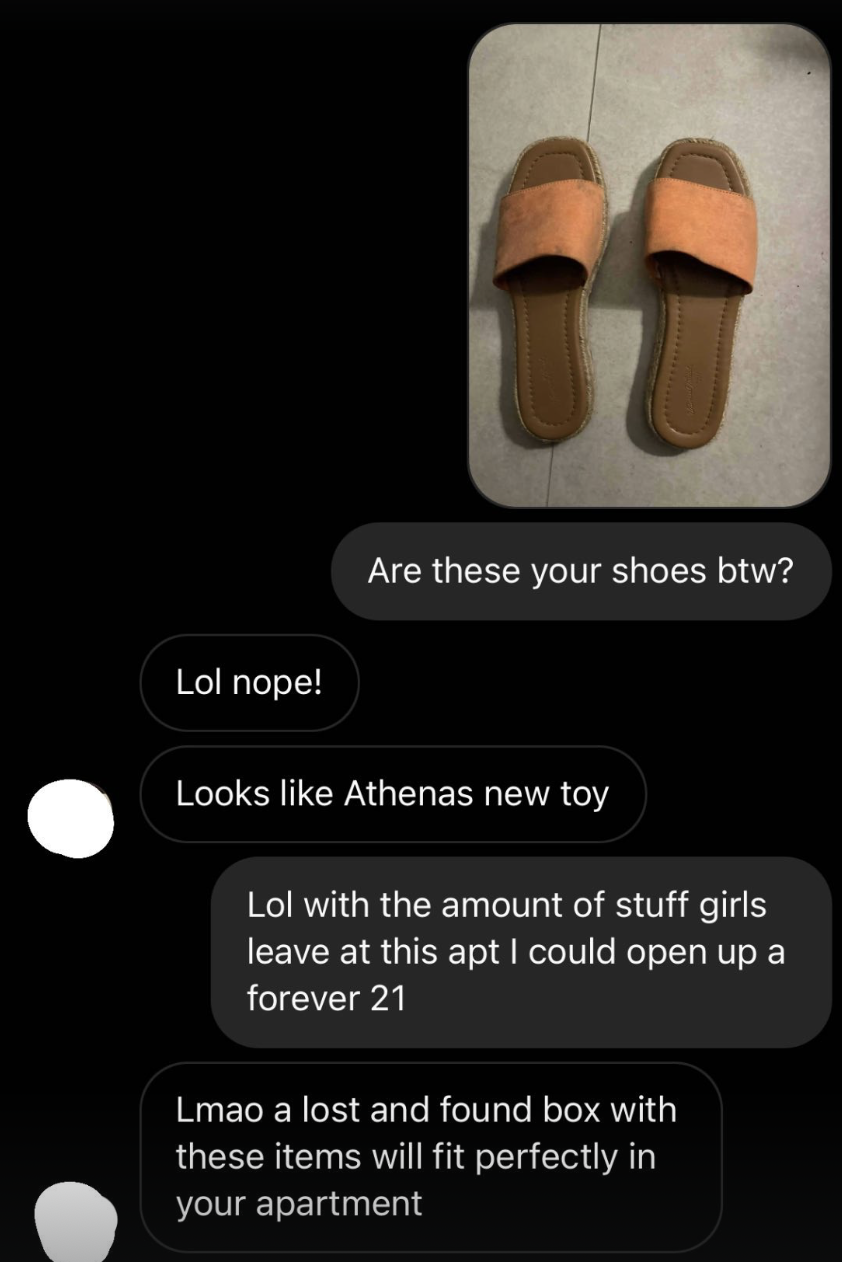 Are these your shoes btw?
Lol nope!
Looks like Athenas new toy
Lol with the amount of stuff girls
leave at this apt I could open up a
forever 21
Lmao a lost and found box with
these items will fit perfectly in
your apartment